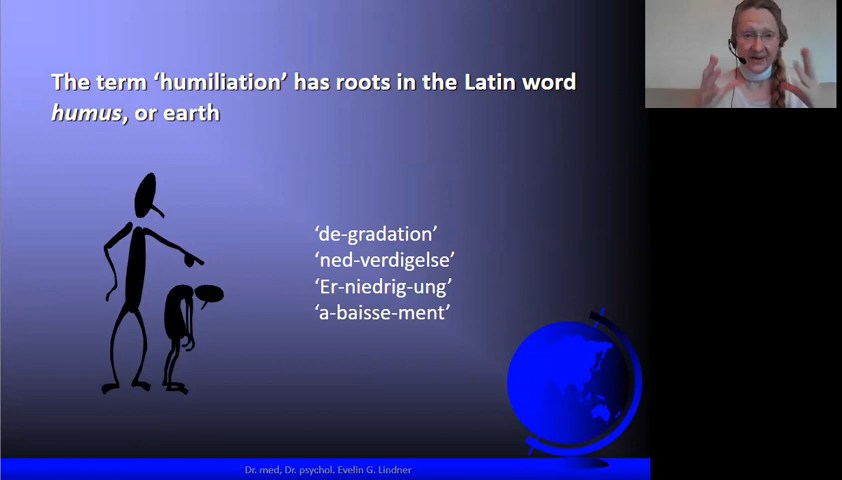 The term ‘humiliation’ has roots in the Latin word
humus, or earth
‘de-gradation’
‘ned-verdigelse’
‘Er-niedrig-ung’
‘a-baisse-ment’
Dr. med, Dr. psychol. Evelin G. Lindner